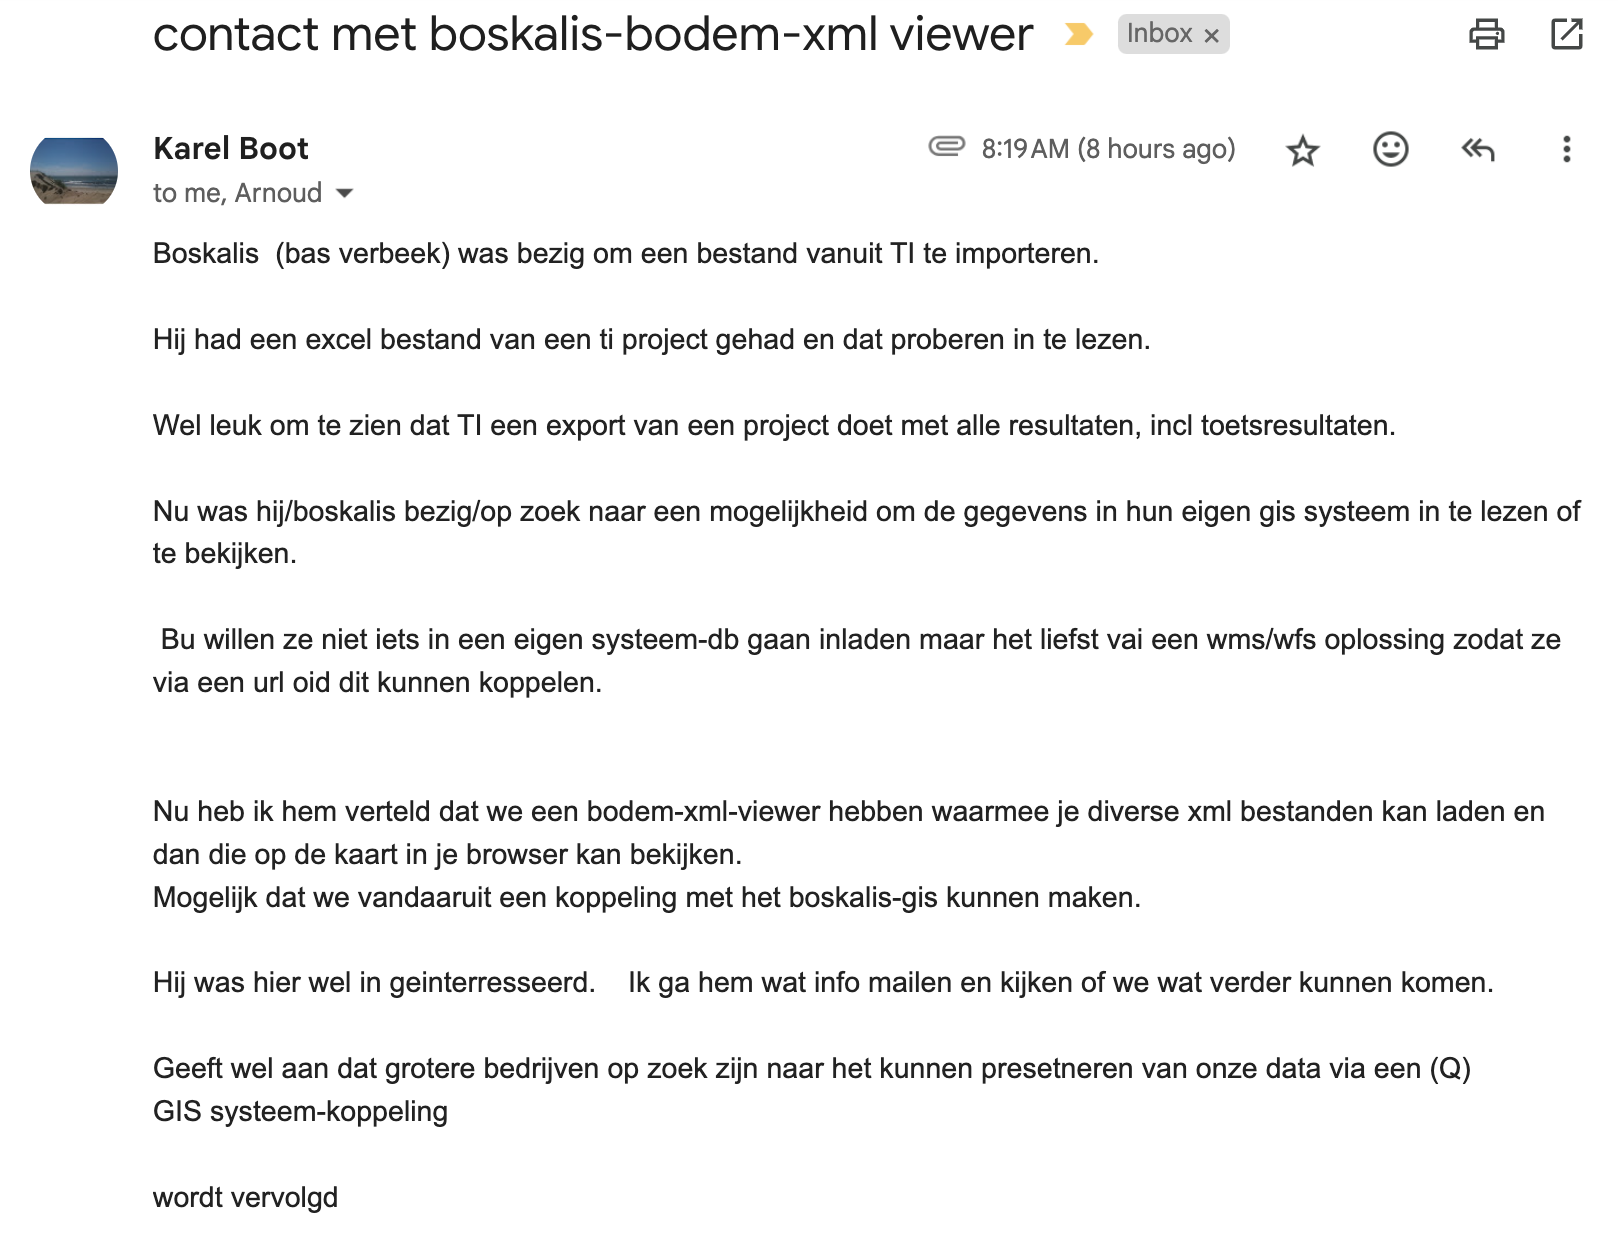 contact met boskalis-bodem-xml viewer Inbox ×
Karel Boot 8:19 AM (8 hours ago)
to me, Arnoud
Boskalis  (bas verbeek) was bezig om een bestand vanuit TI te importeren.
Hij had een excel bestand van een ti project gehad en dat proberen in te lezen.
Wel leuk om te zien dat TI een export van een project doet met alle resultaten, incl toetsresultaten.
Nu was hij/boskalis bezig/op zoek naar een mogelijkheid om de gegevens in hun eigen gis systeem in te lezen of
te bekijken.
Bu willen ze niet iets in een eigen systeem-db gaan inladen maar het liefst vai een wms/wfs oplossing zodat ze
via een url oid dit kunnen koppelen.
Nu heb ik hem verteld dat we een bodem-xml-viewer hebben waarmee je diverse xml bestanden kan laden en
dan die op de kaart in je browser kan bekijken.
Mogelijk dat we vandaaruit een koppeling met het boskalis-gis kunnen maken.
Hij was hier wel in geinterresseerd.    Ik ga hem wat info mailen en kijken of we wat verder kunnen komen.
Geeft wel aan dat grotere bedrijven op zoek zijn naar het kunnen presetneren van onze data via een (Q)
GIS systeem-koppeling
wordt vervolgd